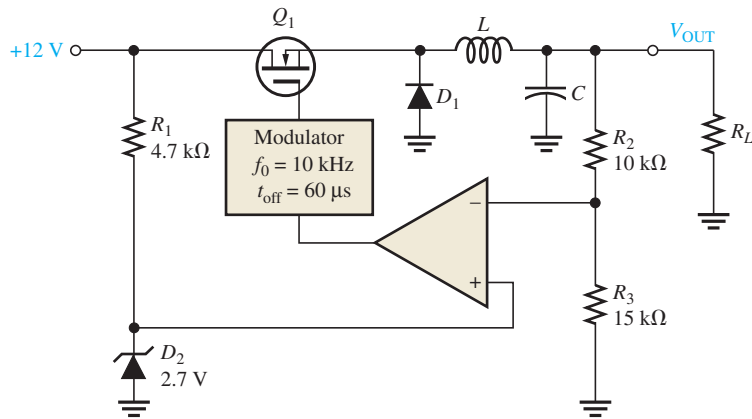 Q1
+12 V
L
VOUT
D1
C
R1
4.7 kΩ
Modulator
f0 = 10 kHz
toff = 60 μs
R2
10 kΩ
RL
–
+
R3
15 kΩ
D2
2.7 V